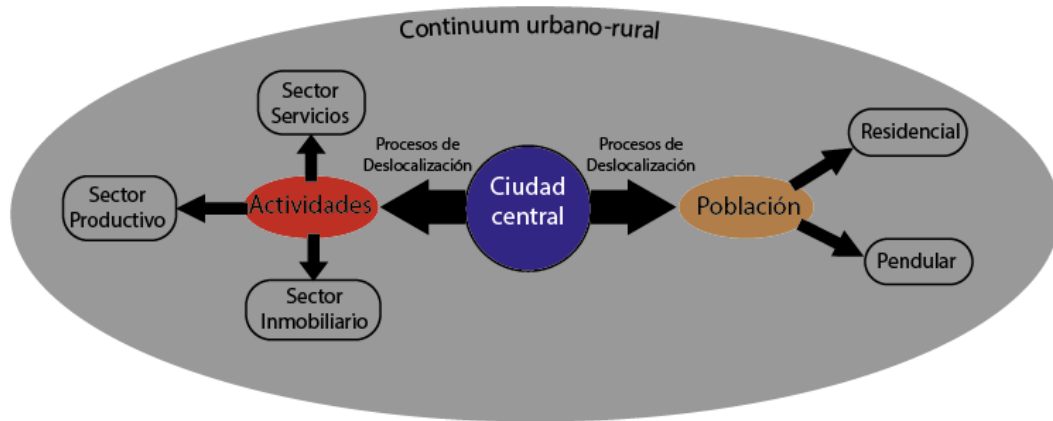 Continuum urbano-rural
Sector
Servicios
Procesos de
Deslocalización
Procesos de
Deslocalización
Residencial
Sector
Productivo
Actividades
Ciudad
central
Población
Pendular
Sector
Inmobiliario